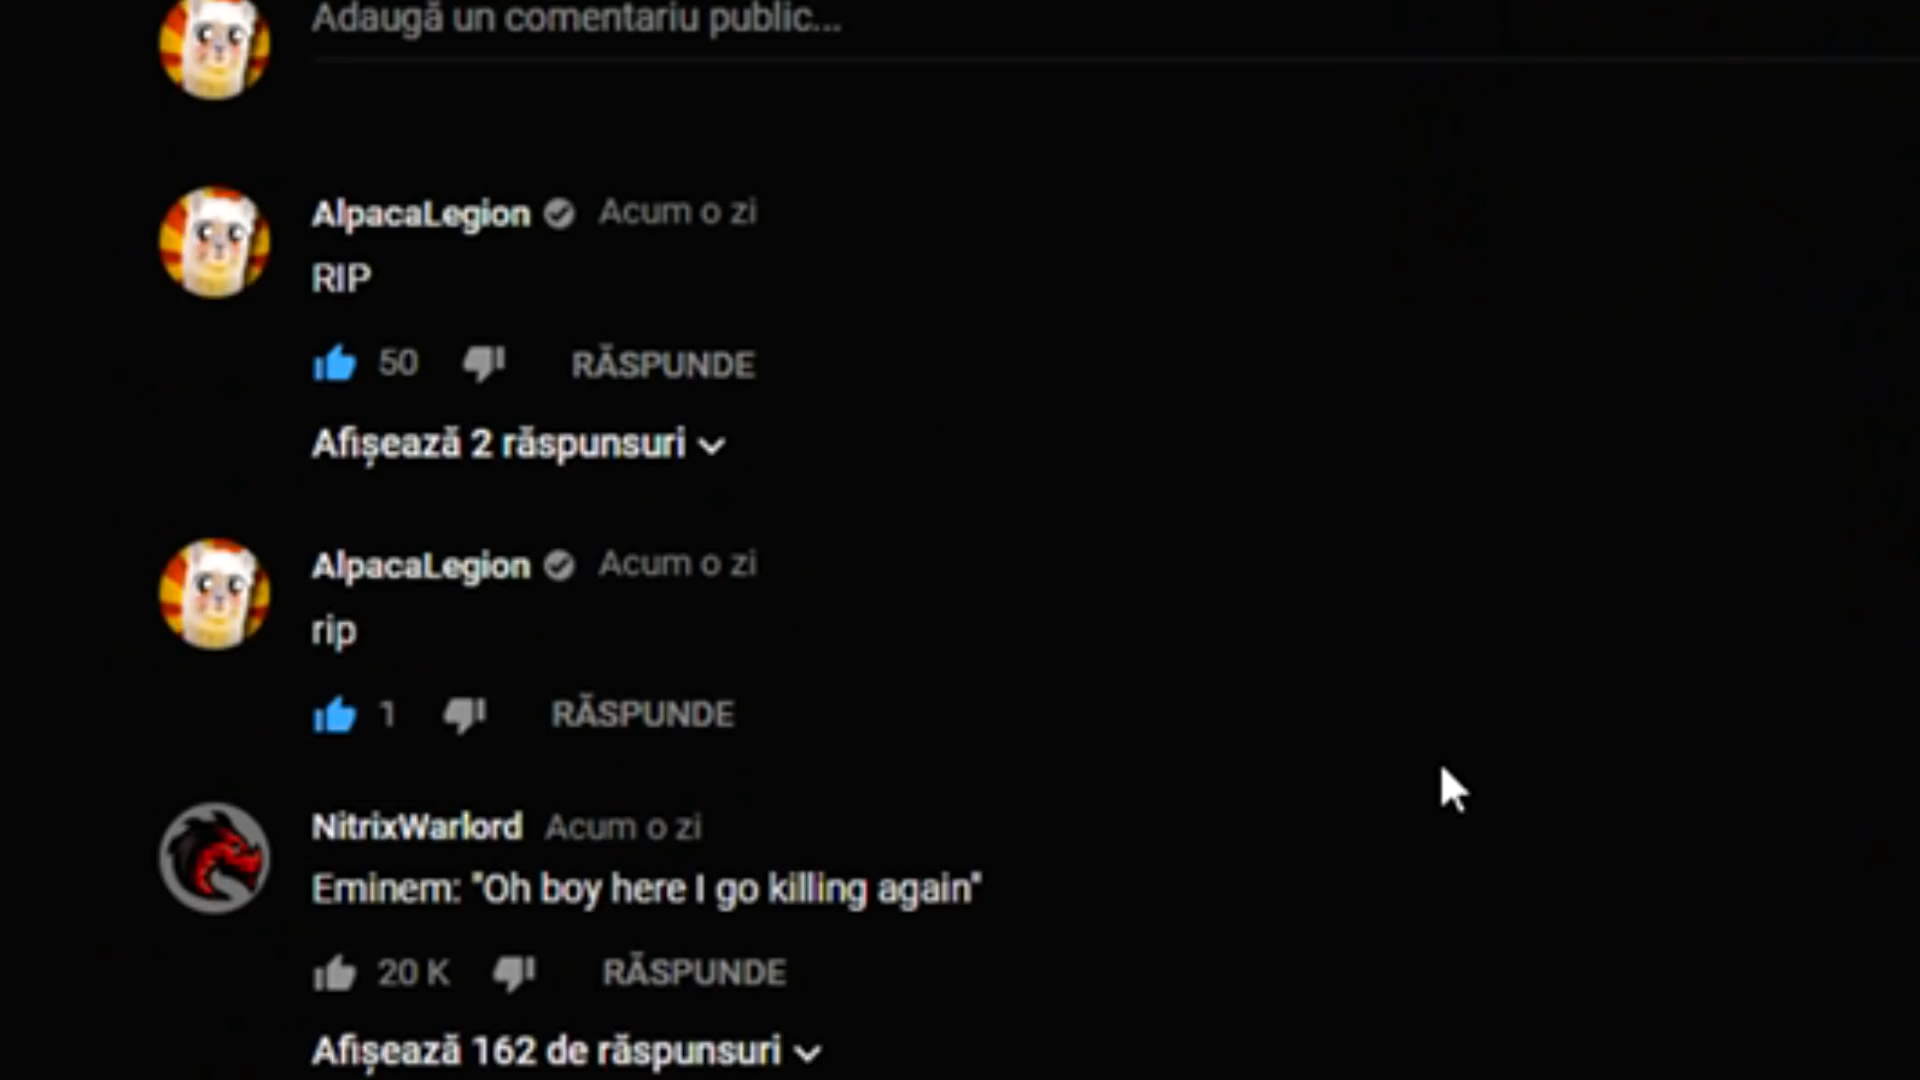 Adaugă un comentariu public...
AlpacaLegion Acum o zi
RIP
50 RĂSPUNDE
Afișează 2 răspunsuri
AlpacaLegion Acum o zi
rip
1 RĂSPUNDE
NitrixWarlord Acum o zi
Eminem: "Oh boy here I go killing again"
20 K RĂSPUNDE
Afișează 162 de răspunsuri